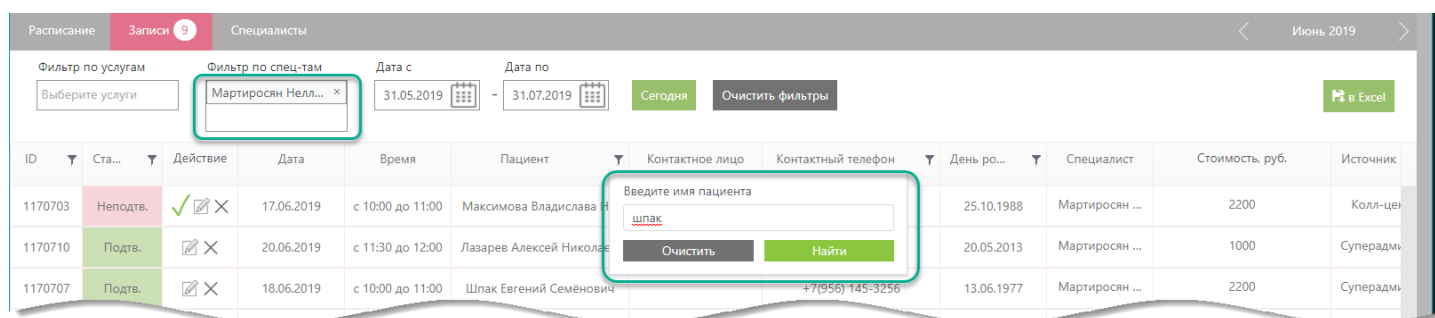 Расписание Записи 9 Специалисты Июнь 2019
Фильтр по услугам Фильтр по спец-там Дата с Дата по
Выберите услуги Мартиросян Нелл... × 31.05.2019 - 31.07.2019 Сегодня Очистить фильтры в Excel
ID Ста... Действие Дата Время Пациент Контактное лицо Контактный телефон День ро... Специалист Стоимость, руб. Источник
Введите имя пациента
шпак
Очистить Найти
1170703 Неподтв. 17.06.2019 с 10:00 до 11:00 Максимова Владислава Н 25.10.1988 Мартиросян ... 2200 Колл-цен
1170710 Подтв. 20.06.2019 с 11:30 до 12:00 Лазарев Алексей Николае 20.05.2013 Мартиросян ... 1000 Суперадми
1170707 Подтв. 18.06.2019 с 10:00 до 11:00 Шпак Евгений Семёнович +7(956) 145-3256 13.06.1977 Мартиросян ... 2200 Суперадми